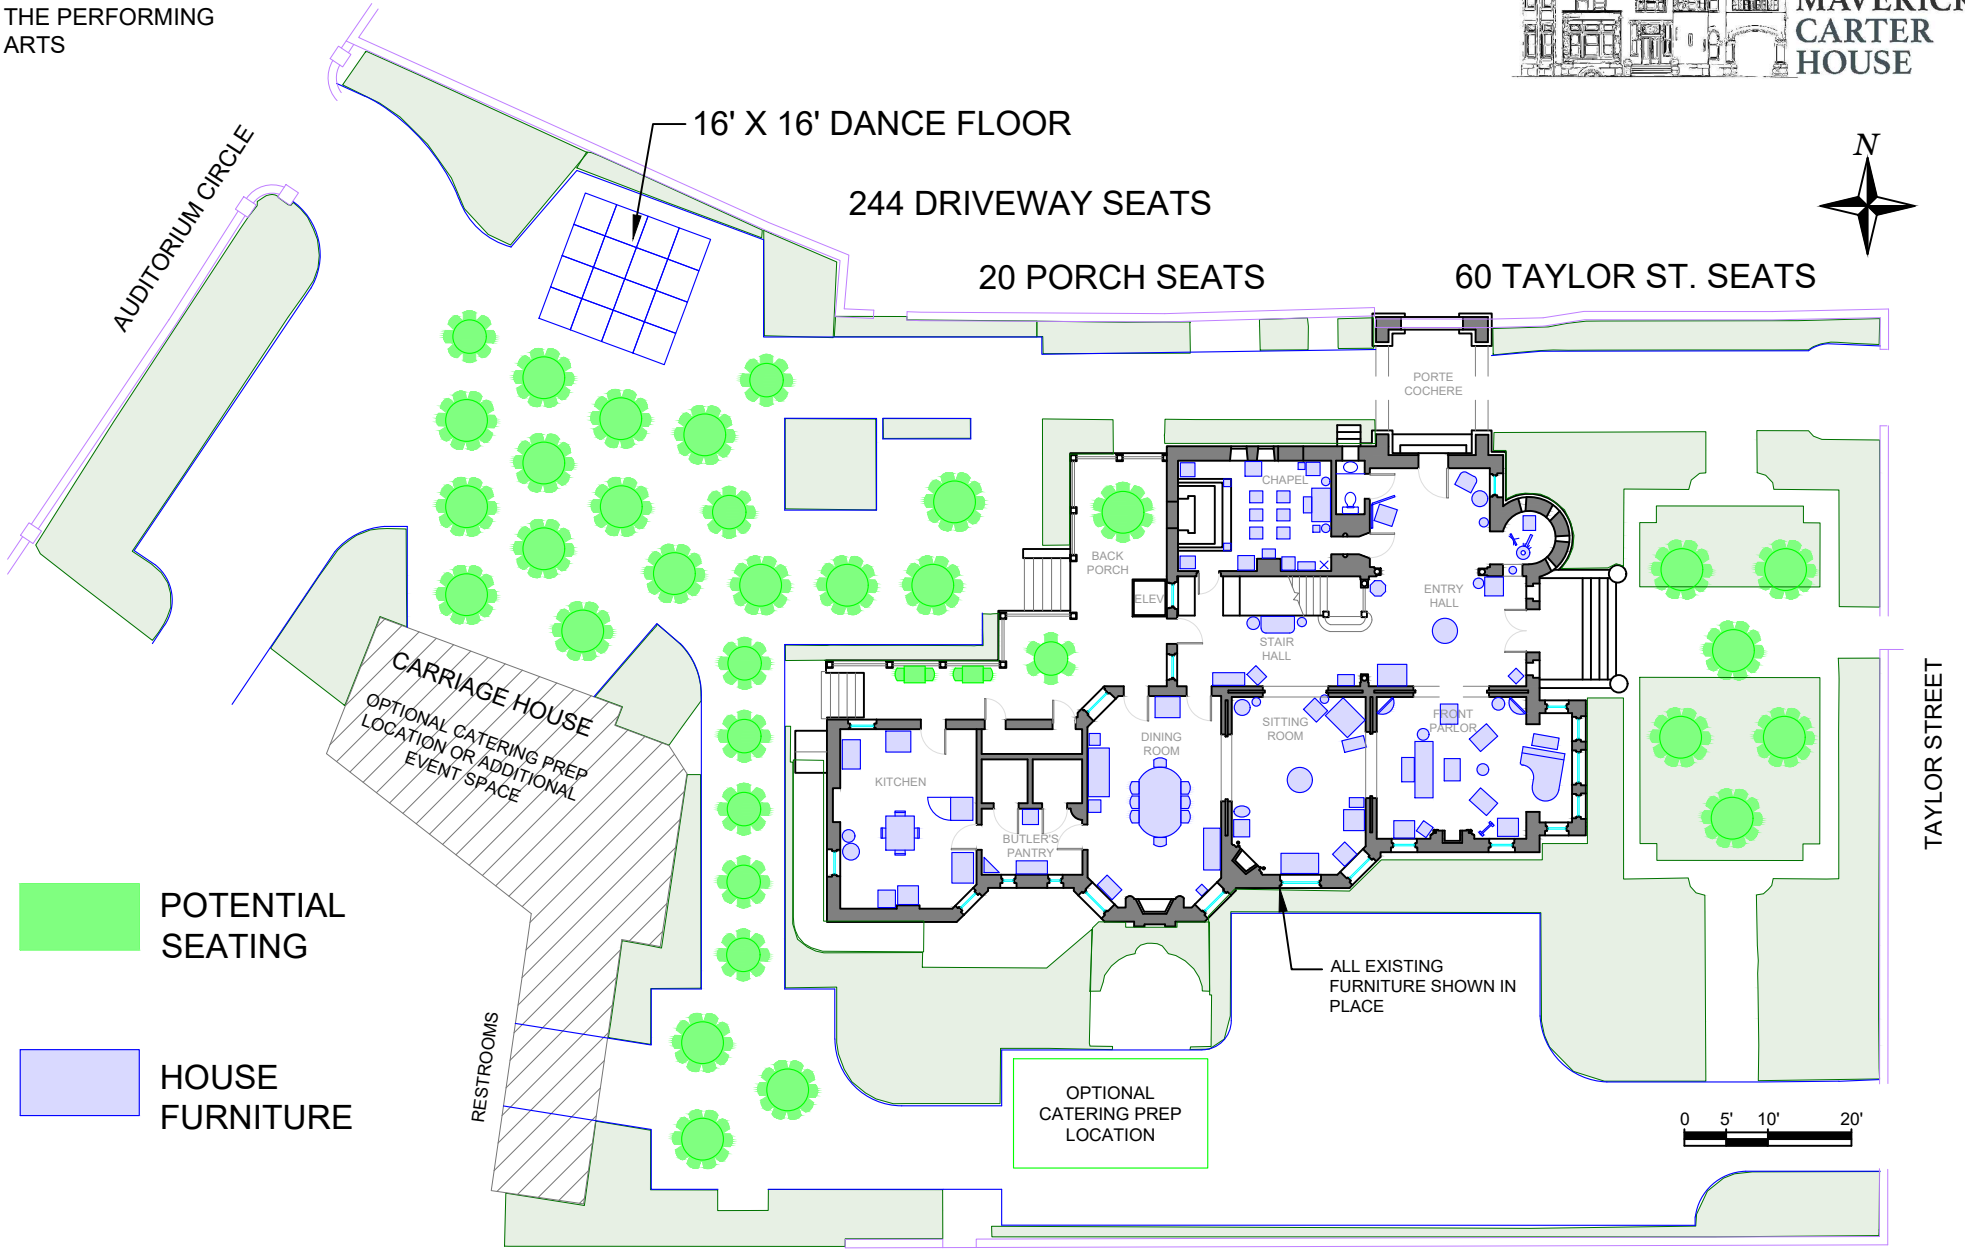 THE PERFORMING
ARTS
MAVERICK
CARTER
HOUSE
AUDITORIUM CIRCLE
16' X 16' DANCE FLOOR
244 DRIVEWAY SEATS
20 PORCH SEATS
60 TAYLOR ST. SEATS
N
PORTE
COCHERE
CHAPEL
BACK
PORCH
ELEV
ENTRY
HALL
STAIR
HALL
CARRIAGE HOUSE
OPTIONAL CATERING PREP
LOCATION OR ADDITIONAL
EVENT SPACE
SITTING
ROOM
FRONT
PARLOR
DINING
ROOM
KITCHEN
BUTLER'S
PANTRY
TAYLOR STREET
POTENTIAL
SEATING
HOUSE
FURNITURE
RESTROOMS
ALL EXISTING
FURNITURE SHOWN IN
PLACE
OPTIONAL
CATERING PREP
LOCATION
0 5' 10' 20'